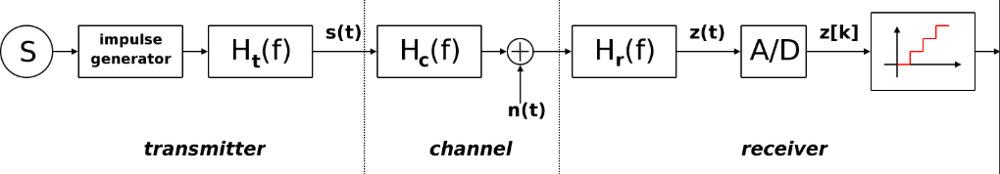 S
impulse
generator
Ht(f)
s(t)
Hc(f)
n(t)
Hr(f)
z(t)
A/D
z[k]
transmitter
channel
receiver